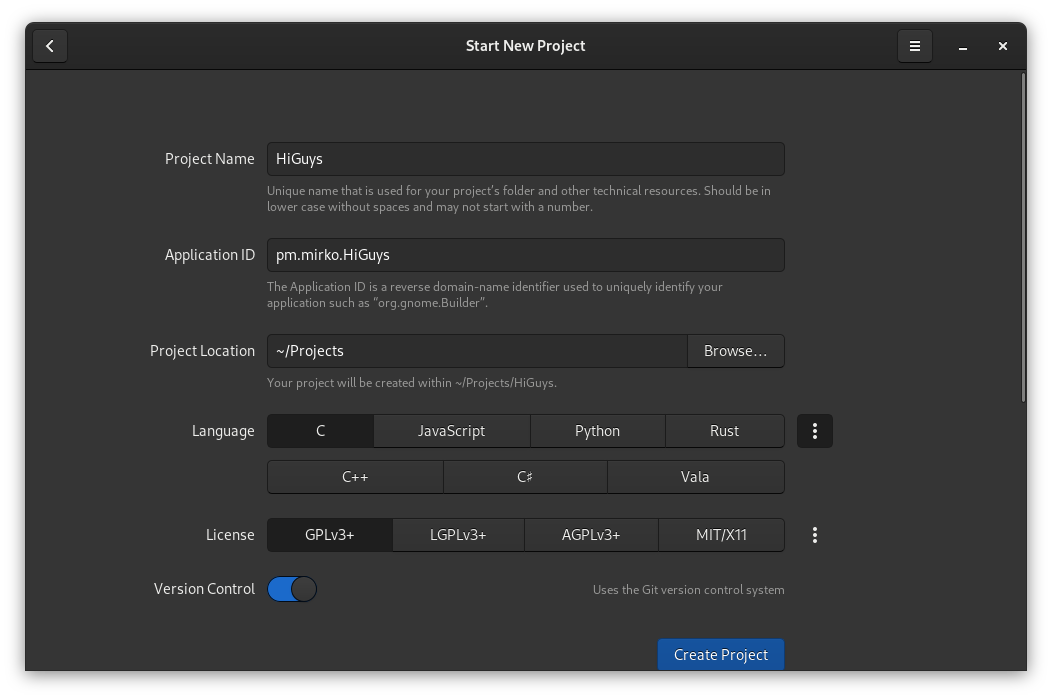 Start New Project
Project Name
HiGuys
Unique name that is used for your project's folder and other technical resources. Should be in
lower case without spaces and may not start with a number.
Application ID
pm.mirko.HiGuys
The Application ID is a reverse domain-name identifier used to uniquely identify your
application such as “org.gnome.Builder”.
Project Location
~/Projects
Browse…
Your project will be created within ~/Projects/HiGuys.
Language
C
JavaScript
Python
Rust
C++
C♯
Vala
License
GPLv3+
LGPLv3+
AGPLv3+
MIT/X11
Version Control
Uses the Git version control system
Create Project